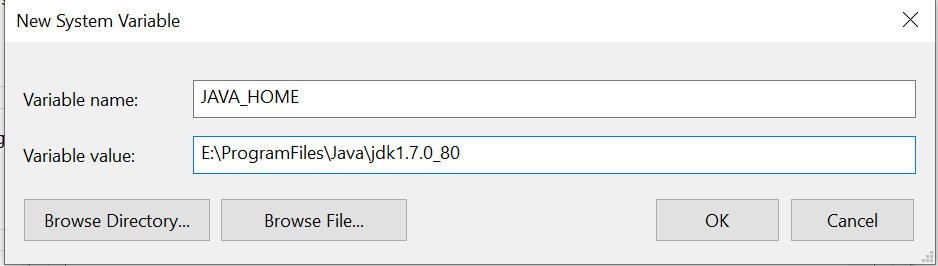 New System Variable
Variable name:
JAVA_HOME
Variable value:
E:\ProgramFiles\Java\jdk1.7.0_80
Browse Directory...
Browse File...
OK
Cancel